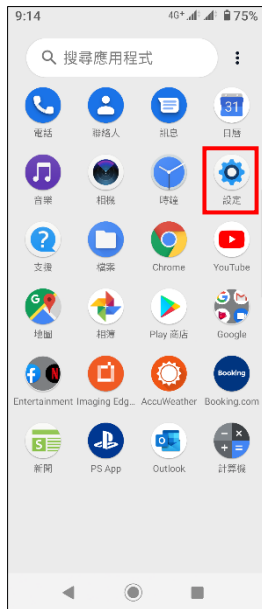 9:14 4G+ 75%
搜尋應用程式
31
電話 聯絡人 訊息 日曆
音樂 相機 時鐘 設定
支援 檔案 Chrome YouTube
地圖 相簿 Play 商店 Google
Booking
Entertainment Imaging Edg... AccuWeather Booking.com
新聞 PS App Outlook 計算機